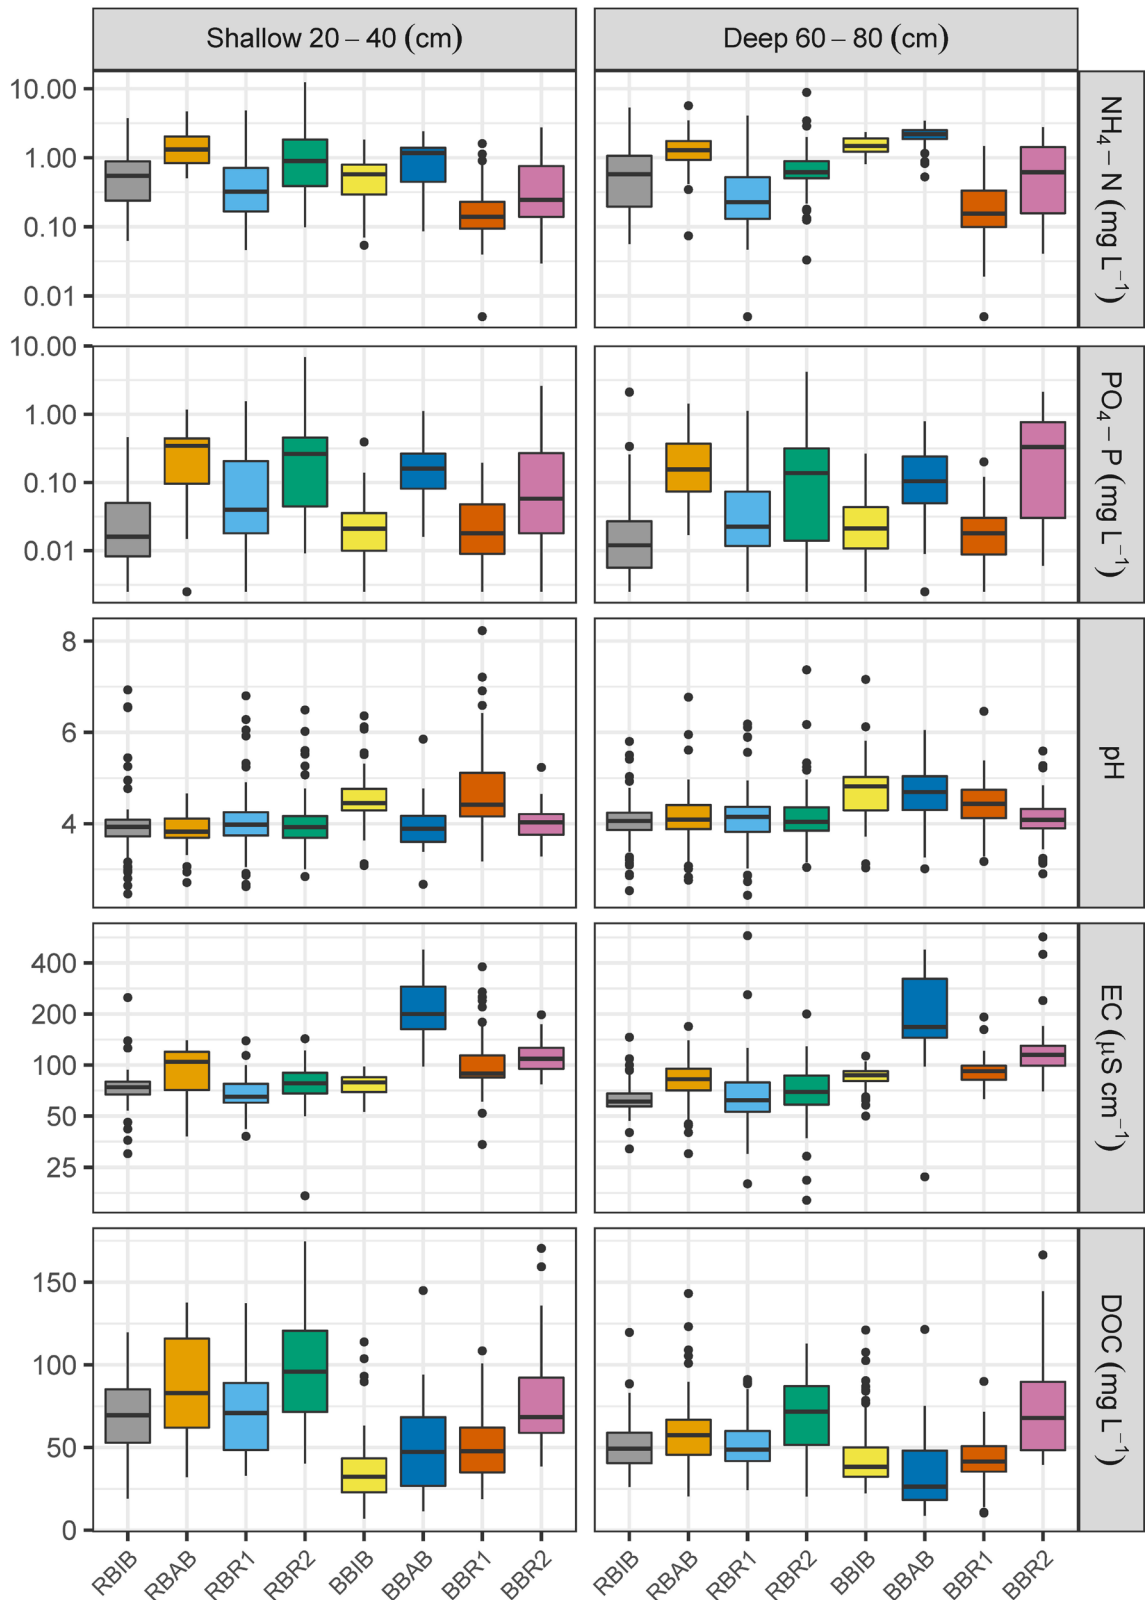 Shallow 20 – 40 (cm)
Deep 60 – 80 (cm)
10.00
1.00
0.10
0.01
NH₄ – N (mg L⁻¹)
10.00
1.00
0.10
0.01
PO₄ – P (mg L⁻¹)
8
6
4
pH
400
200
100
50
25
EC (μS cm⁻¹)
150
100
50
0
DOC (mg L⁻¹)
RBIB RBAB RBR1 RBR2 BBIB BBAB BBR1 BBR2
RBIB RBAB RBR1 RBR2 BBIB BBAB BBR1 BBR2